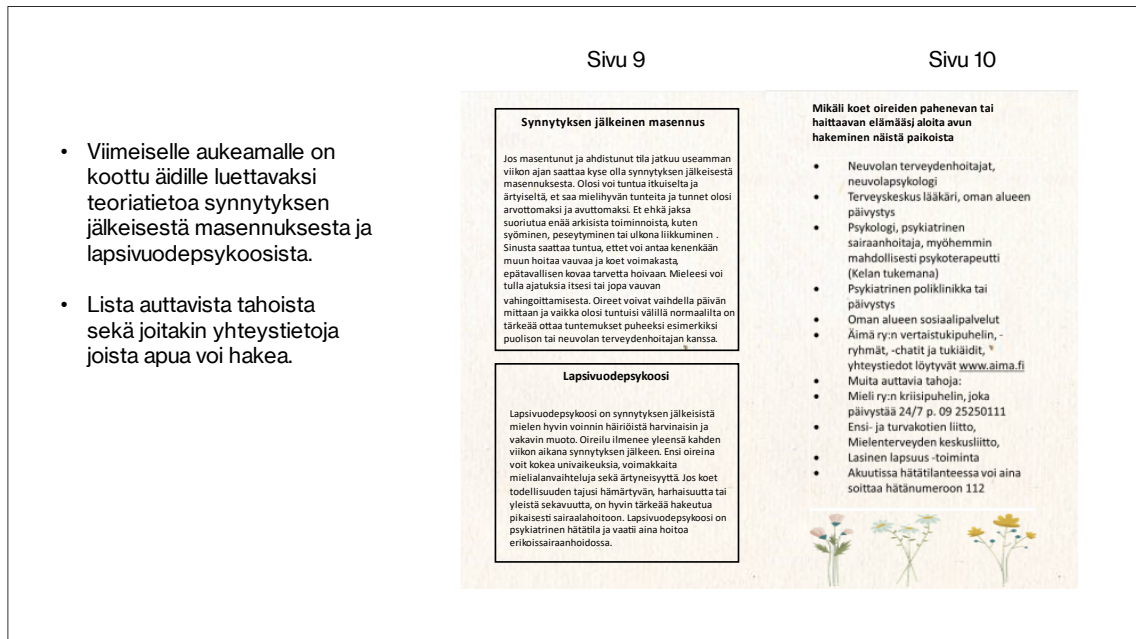 • Viimeiselle aukeamalle on
koottu äidille luettavaksi
teoriatietoa synnytyksen
jälkeisestä masennuksesta ja
lapsivuodepsykoosista.
• Lista auttavista tahoista
sekä joitakin yhteystietoja
joista apua voi hakea.
Sivu 9
Synnytyksen jälkeinen masennus
Jos masentunut ja ahdistunut tila jatkuu useamman
viikon ajan saattaa kyse olla synnytyksen jälkeisestä
masennuksesta. Olosi voi tuntua itkuiselta ja
ärtyiseltä, et saa mielihyvän tunteita ja tunnet olosi
arvottomaksi ja avuttomaksi. Et ehkä jaksa
suoriutua enää arkisista toiminnoista, kuten
syöminen, peseytyminen tai ulkona liikkuminen .
Sinusta saattaa tuntua, ettet voi antaa kenenkään
muun hoitaa vauvaa ja koet voimakasta,
epätavallisen kovaa tarvetta hoivaan. Mieleesi voi
tulla ajatuksia itsesi tai jopa vauvan
vahingoittamisesta. Oireet voivat vaihdella päivän
mittaan ja vaikka olosi tuntuisi välillä normaalilta on
tärkeää ottaa tuntemukset puheeksi esimerkiksi
puolison tai neuvolan terveydenhoitajan kanssa.
Lapsivuodepsykoosi
Lapsivuodepsykoosi on synnytyksen jälkeisistä
mielen hyvin voinnin häiriöistä harvinaisin ja
vakavin muoto. Oireilu ilmenee yleensä kahden
viikon aikana synnytyksen jälkeen. Ensi oireina
voit kokea univaikeuksia, voimakkaita
mielialanvaihteluja sekä ärtyneisyyttä. Jos koet
todellisuuden tajusi hämärtyvän, harhaisuutta tai
yleistä sekavuutta, on hyvin tärkeää hakeutua
pikaisesti sairaalahoitoon. Lapsivuodepsykoosi on
psykiatrinen hätätila ja vaatii aina hoitoa
erikoissairaanhoidossa.
Sivu 10
Mikäli koet oireiden pahenevan tai
haittaavan elämääsj aloita avun
hakeminen näistä paikoista
• Neuvolan terveydenhoitajat,
neuvolapsykologi
• Terveyskeskus lääkäri, oman alueen
päivystys
• Psykologi, psykiatrinen
sairaanhoitaja, myöhemmin
mahdollisesti psykoterapeutti
(Kelan tukemana)
• Psykiatrinen poliklinikka tai
päivystys
• Oman alueen sosiaalipalvelut
• Äimä ry:n vertaistukipuhelin, -
ryhmät, -chatit ja tukiäidit,
yhteystiedot löytyvät www.aima.fi
• Muita auttavia tahoja:
• Mieli ry:n kriisipuhelin, joka
päivystää 24/7 p. 09 25250111
• Ensi- ja turvakotien liitto,
Mielenterveyden keskusliitto,
• Lasinen lapsuus -toiminta
• Akuutissa hätätilanteessa voi aina
soittaa hätänumeroon 112